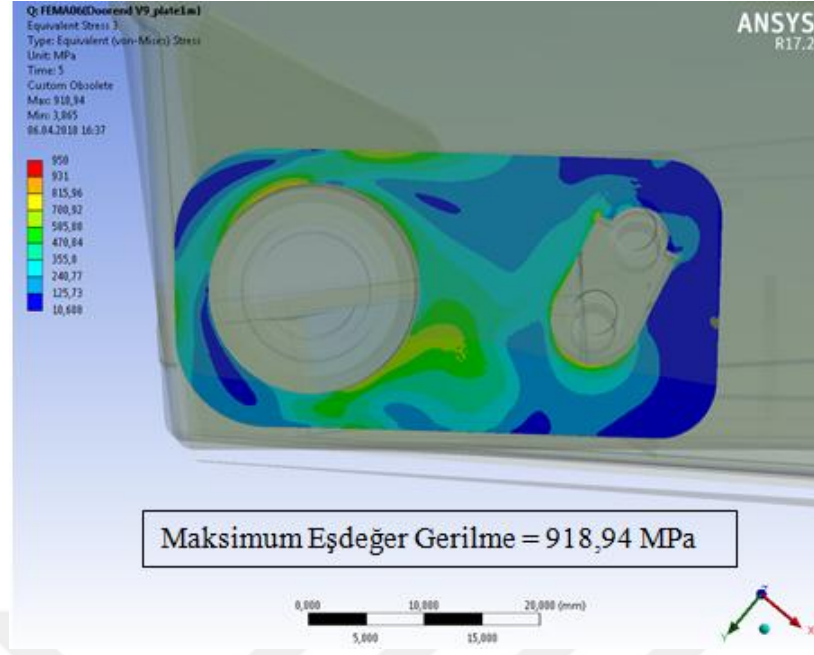 Q: FEMA06(Doorend V9_plate1m)
Equivalent Stress 3
Type: Equivalent (von-Mises) Stress
Unit: MPa
Time: 5
Custom Obsolete
Max: 918,94
Min: 3,865
06.04.2018 16:37
ANSYS
R17.2
950
931
815,96
700,92
585,88
470,84
355,8
240,77
125,73
10,688
Maksimum Eşdeğer Gerilme = 918,94 MPa
0,000 10,000 20,000 (mm)
5,000 15,000
Z
Y X